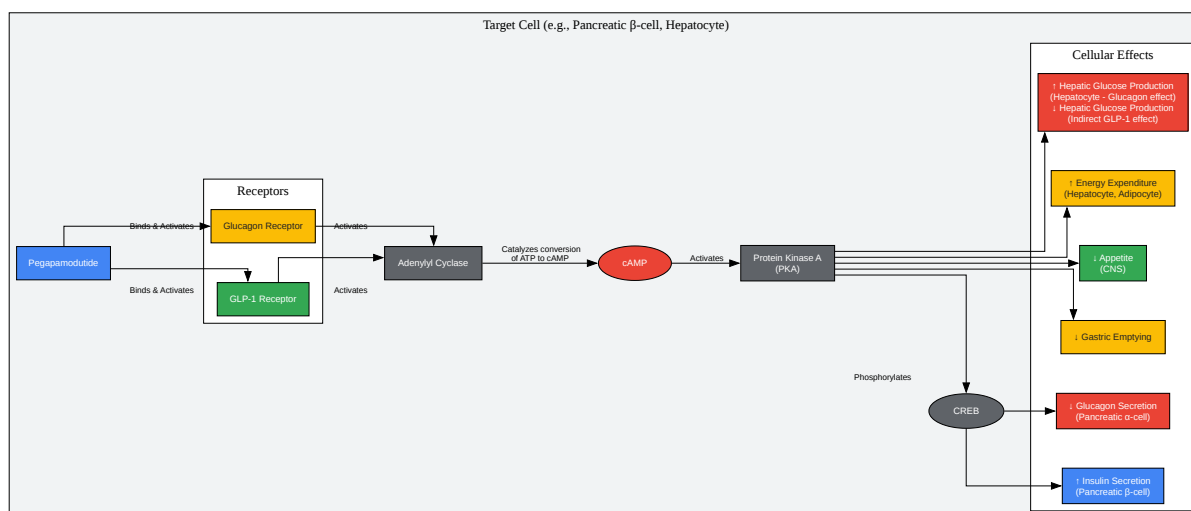 Target Cell (e.g., Pancreatic β-cell, Hepatocyte)
Cellular Effects
↑ Hepatic Glucose Production
(Hepatocyte - Glucagon effect)
↓ Hepatic Glucose Production
(Indirect GLP-1 effect)
Receptors
↑ Energy Expenditure
(Hepatocyte, Adipocyte)
Binds & Activates
Glucagon Receptor
Activates
Pegapamodutide
Adenylyl Cyclase
Catalyzes conversion
of ATP to cAMP
cAMP
Activates
Protein Kinase A
(PKA)
↓ Appetite
(CNS)
Binds & Activates
GLP-1 Receptor
Activates
↓ Gastric Emptying
Phosphorylates
CREB
↓ Glucagon Secretion
(Pancreatic α-cell)
↑ Insulin Secretion
(Pancreatic β-cell)